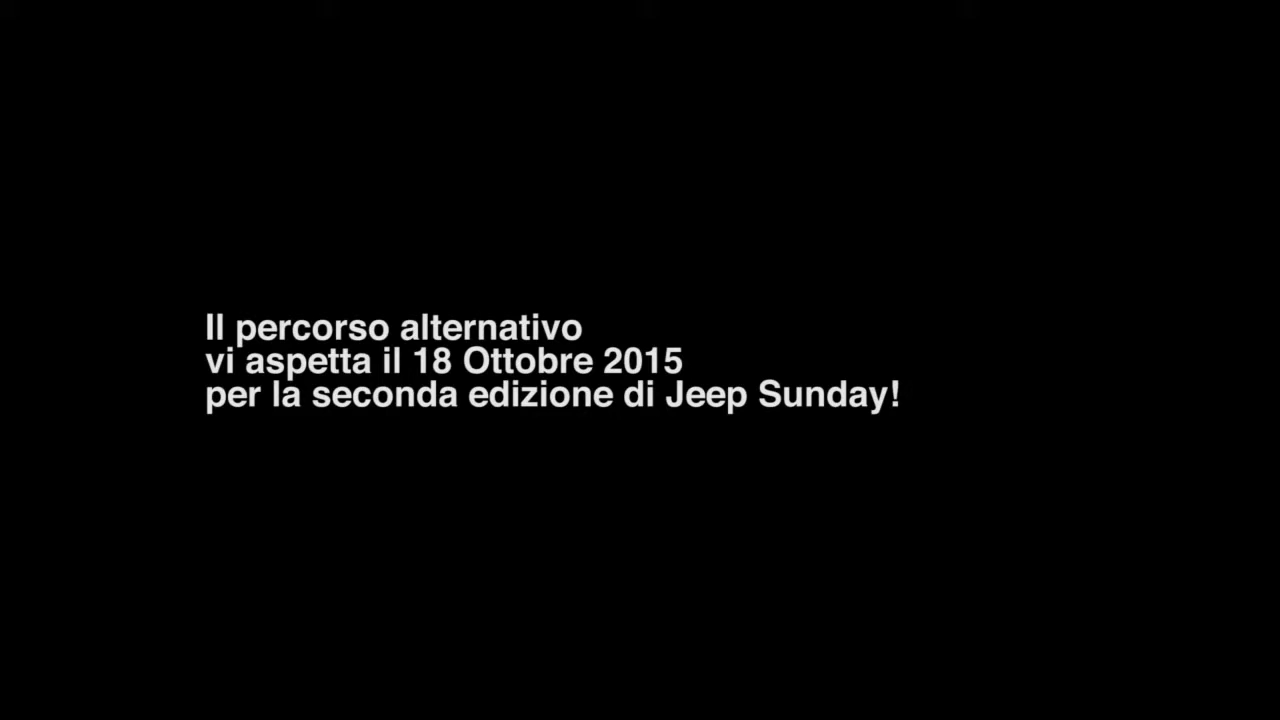 Il percorso alternativo
vi aspetta il 18 Ottobre 2015
per la seconda edizione di Jeep Sunday!